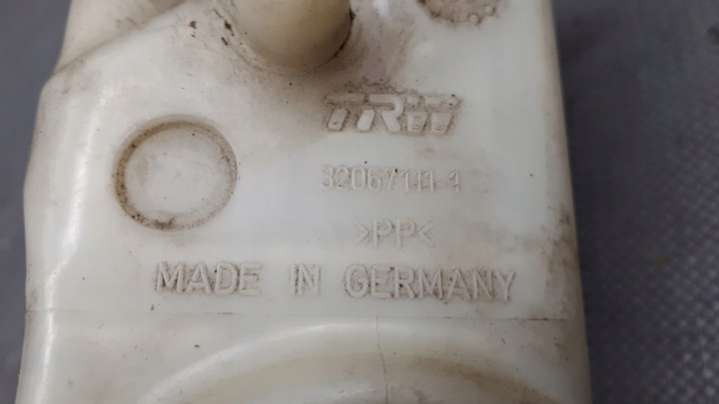 TRW
32067111-1
>PP<
MADE IN GERMANY